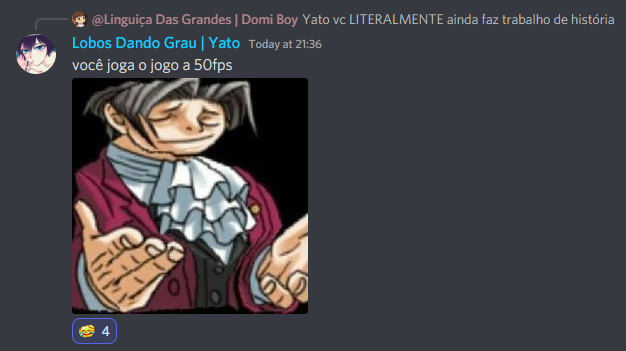 @Linguiça Das Grandes | Domi Boy Yato vc LITERALMENTE ainda faz trabalho de história
Lobos Dando Grau | Yato Today at 21:36
você joga o jogo a 50fps
4